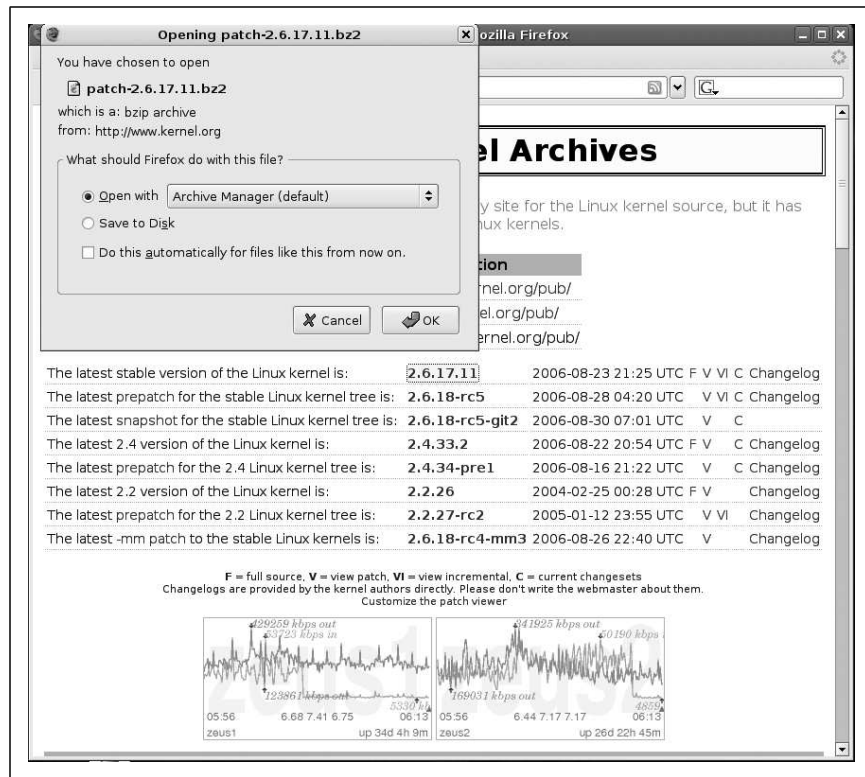 Opening patch-2.6.17.11.bz2
ozilla Firefox
You have chosen to open
patch-2.6.17.11.bz2
which is a: bzip archive
from: http://www.kernel.org
What should Firefox do with this file?
Open with Archive Manager (default)
Save to Disk
Do this automatically for files like this from now on.
Cancel OK
G
el Archives
y site for the Linux kernel source, but it has
nux kernels.
tion
rnel.org/pub/
el.org/pub/
ernel.org/pub/
The latest stable version of the Linux kernel is: 2.6.17.11 2006-08-23 21:25 UTC F V VI C Changelog
The latest prepatch for the stable Linux kernel tree is: 2.6.18-rc5 2006-08-28 04:20 UTC V VI C Changelog
The latest snapshot for the stable Linux kernel tree is: 2.6.18-rc5-git2 2006-08-30 07:01 UTC V C
The latest 2.4 version of the Linux kernel is: 2.4.33.2 2006-08-22 20:54 UTC F V C Changelog
The latest prepatch for the 2.4 Linux kernel tree is: 2.4.34-pre1 2006-08-16 21:22 UTC V C Changelog
The latest 2.2 version of the Linux kernel is: 2.2.26 2004-02-25 00:28 UTC F V Changelog
The latest prepatch for the 2.2 Linux kernel tree is: 2.2.27-rc2 2005-01-12 23:55 UTC V VI Changelog
The latest -mm patch to the stable Linux kernels is: 2.6.18-rc4-mm3 2006-08-26 22:40 UTC V Changelog
F = full source, V = view patch, VI = view incremental, C = current changesets
Changelogs are provided by the kernel authors directly. Please don't write the webmaster about them.
Customize the patch viewer
429259 kbps out
53723 kbps in
123861 kbps out
5330 kb
05:56 6.68 7.41 6.75 06:13
zeus1 up 34d 4h 9m
zeus1
341925 kbps out
50190 kbps
169031 kbps out
4859
05:56 6.44 7.17 7.17 06:13
zeus2 up 26d 22h 45m
zeus2